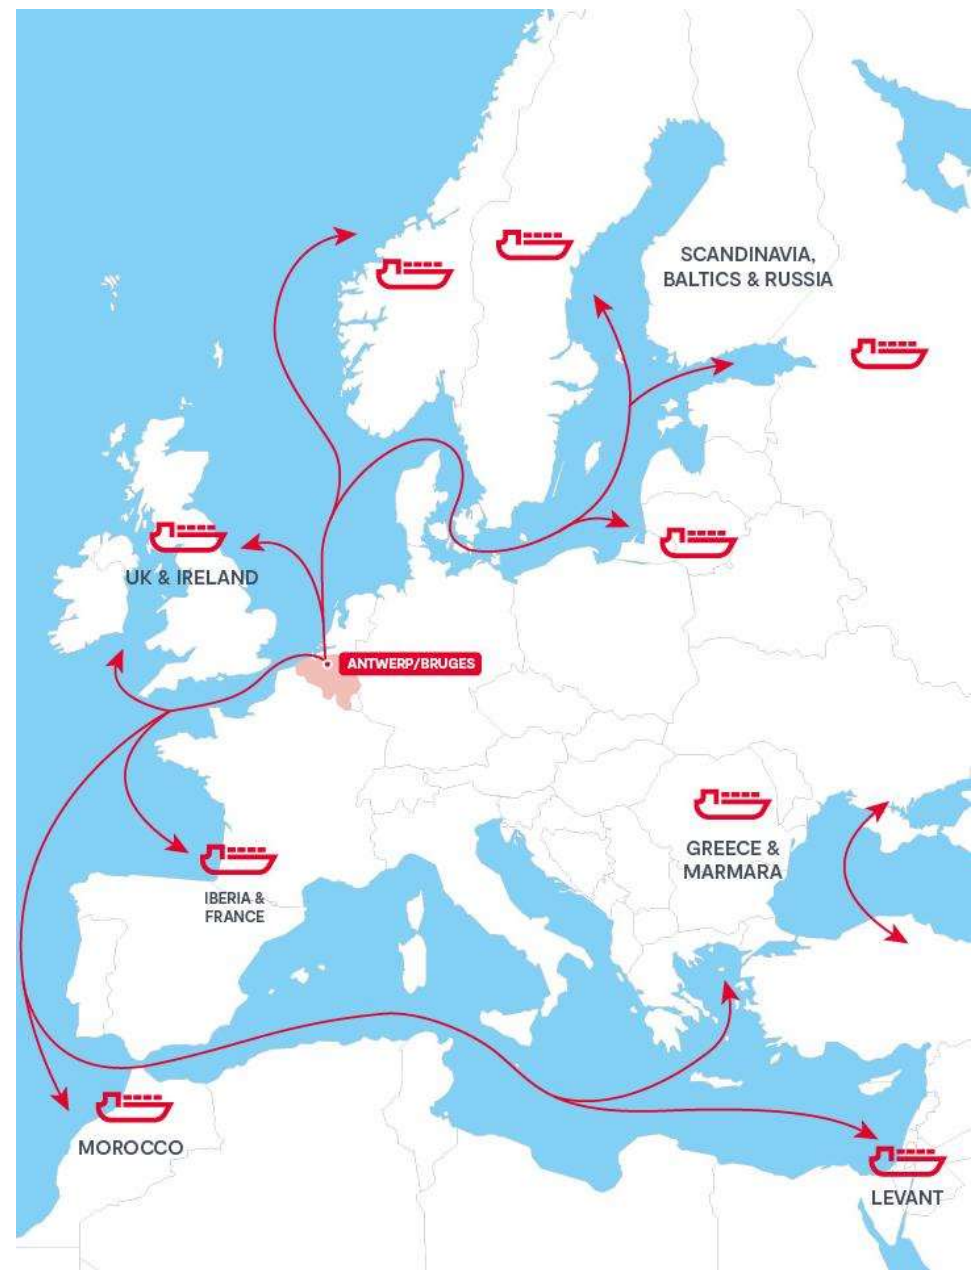 SCANDINAVIA,
BALTICS & RUSSIA
UK & IRELAND
ANTWERP/BRUGES
GREECE &
MARMARA
IBERIA &
FRANCE
MOROCCO
LEVANT